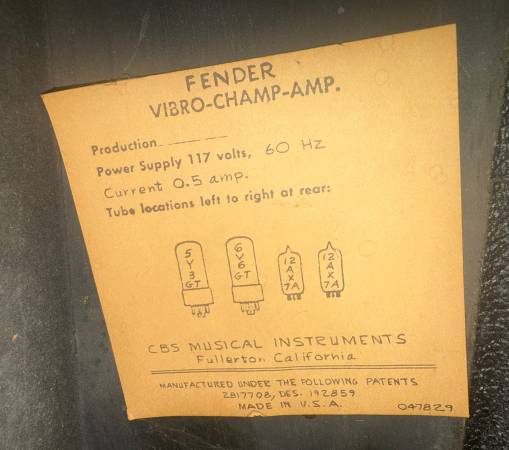 FENDER
VIBRO-CHAMP-AMP.
Production
Power Supply 117 volts, 60 Hz
Current 0.5 amp.
Tube locations left to right at rear:
5Y3GT 6V6GT 12AX7A 12AX7A
CBS MUSICAL INSTRUMENTS
Fullerton California
MANUFACTURED UNDER THE FOLLOWING PATENTS
2817708, DES. 192859
MADE IN U.S.A. 047829